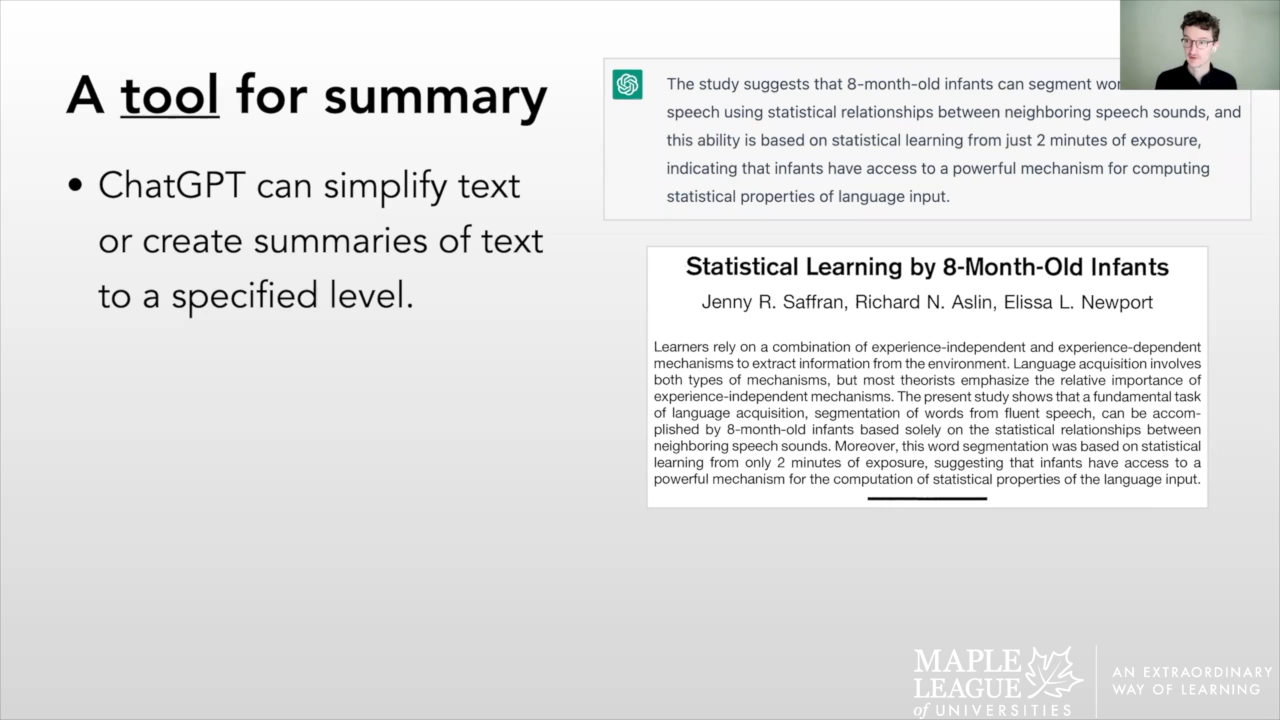 A tool for summary
• ChatGPT can simplify text
or create summaries of text
to a specified level.
The study suggests that 8-month-old infants can segment
speech using statistical relationships between neighboring speech sounds, and
this ability is based on statistical learning from just 2 minutes of exposure,
indicating that infants have access to a powerful mechanism for computing
statistical properties of language input.
Statistical Learning by 8-Month-Old Infants
Jenny R. Saffran, Richard N. Aslin, Elissa L. Newport
Learners rely on a combination of experience-independent and experience-dependent
mechanisms to extract information from the environment. Language acquisition involves
both types of mechanisms, but most theorists emphasize the relative importance of
experience-independent mechanisms. The present study shows that a fundamental task
of language acquisition, segmentation of words from fluent speech, can be accom-
plished by 8-month-old infants based solely on the statistical relationships between
neighboring speech sounds. Moreover, this word segmentation was based on statistical
learning from only 2 minutes of exposure, suggesting that infants have access to a
powerful mechanism for the computation of statistical properties of the language input.
MAPLE
LEAGUE
of UNIVERSITIES
AN EXTRAORDINARY
WAY OF LEARNING